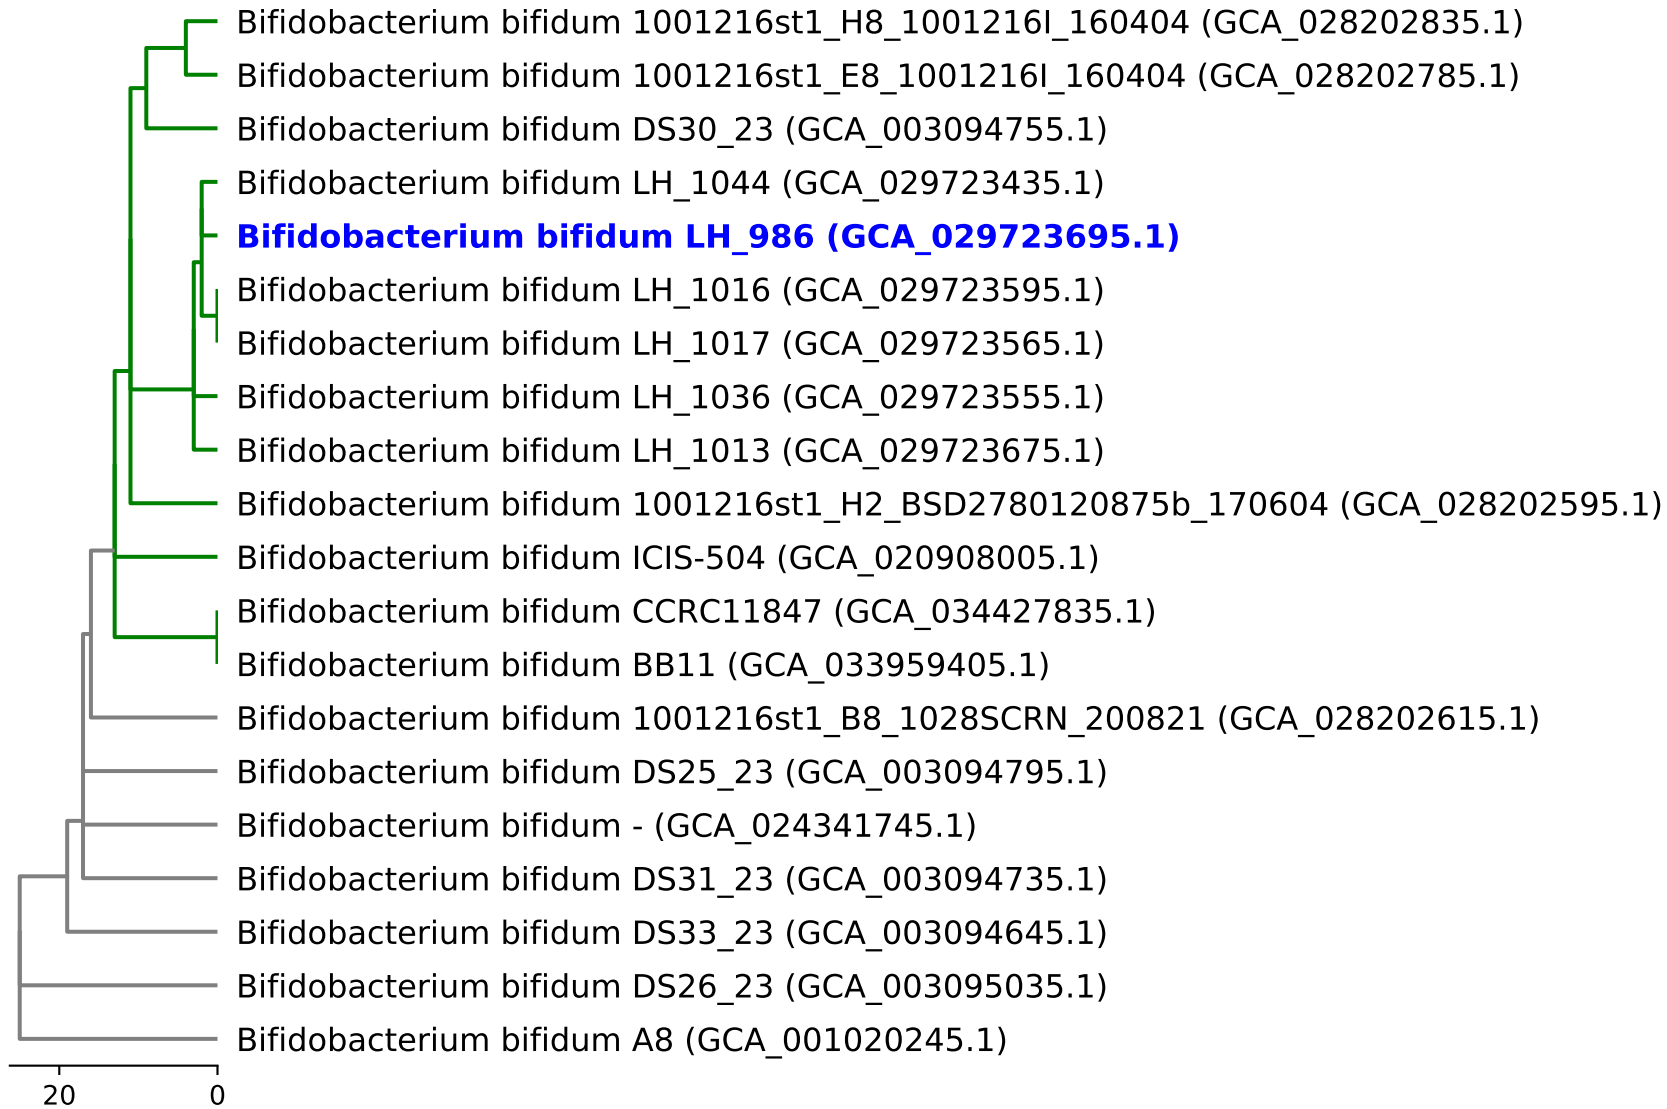 Bifidobacterium bifidum 1001216st1_H8_1001216I_160404 (GCA_028202835.1)
Bifidobacterium bifidum 1001216st1_E8_1001216I_160404 (GCA_028202785.1)
Bifidobacterium bifidum DS30_23 (GCA_003094755.1)
Bifidobacterium bifidum LH_1044 (GCA_029723435.1)
Bifidobacterium bifidum LH_986 (GCA_029723695.1)
Bifidobacterium bifidum LH_1016 (GCA_029723595.1)
Bifidobacterium bifidum LH_1017 (GCA_029723565.1)
Bifidobacterium bifidum LH_1036 (GCA_029723555.1)
Bifidobacterium bifidum LH_1013 (GCA_029723675.1)
Bifidobacterium bifidum 1001216st1_H2_BSD2780120875b_170604 (GCA_028202595.1)
Bifidobacterium bifidum ICIS-504 (GCA_020908005.1)
Bifidobacterium bifidum CCRC11847 (GCA_034427835.1)
Bifidobacterium bifidum BB11 (GCA_033959405.1)
Bifidobacterium bifidum 1001216st1_B8_1028SCRN_200821 (GCA_028202615.1)
Bifidobacterium bifidum DS25_23 (GCA_003094795.1)
Bifidobacterium bifidum - (GCA_024341745.1)
Bifidobacterium bifidum DS31_23 (GCA_003094735.1)
Bifidobacterium bifidum DS33_23 (GCA_003094645.1)
Bifidobacterium bifidum DS26_23 (GCA_003095035.1)
Bifidobacterium bifidum A8 (GCA_001020245.1)
20 0